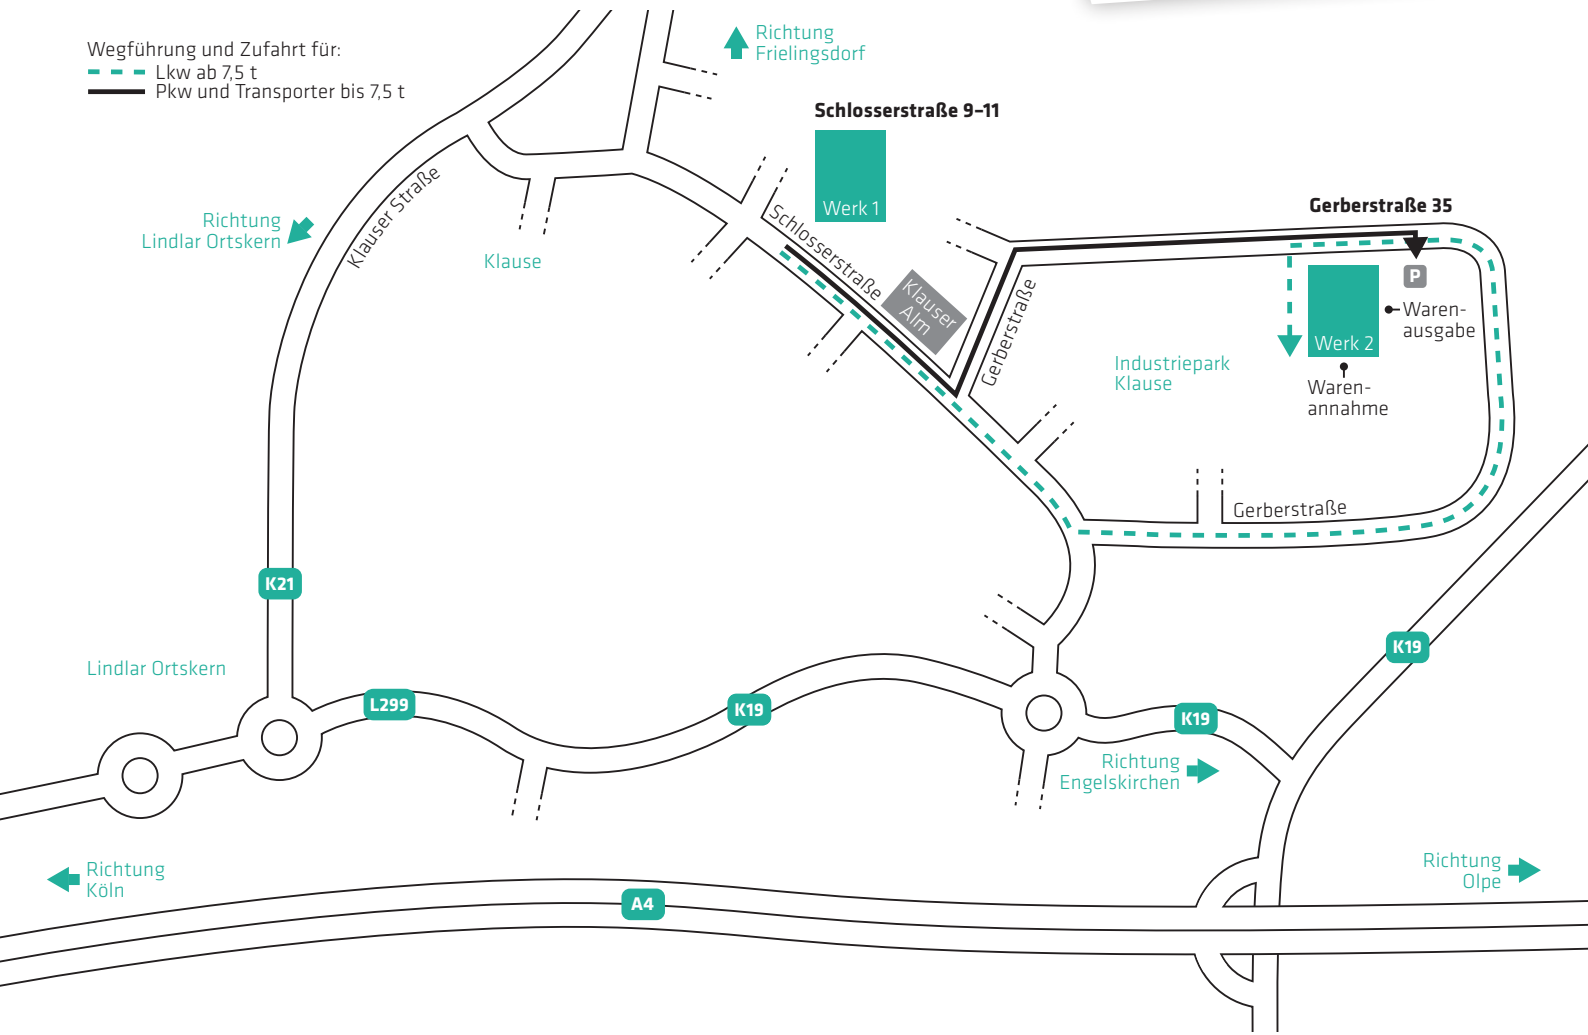 Wegführung und Zufahrt für:
Lkw ab 7,5 t
Pkw und Transporter bis 7,5 t
Richtung
Frielingsdorf
Schlosserstraße 9–11
Werk 1
Richtung
Lindlar Ortskern
Klauser Straße
Klause
Schlosserstraße
Klauser
Alm
Gerberstraße
Gerberstraße 35
P
Waren-
ausgabe
Werk 2
Waren-
annahme
Industriepark
Klause
Gerberstraße
K21
Lindlar Ortskern
L299
K19
K19
K19
Richtung
Engelskirchen
Richtung
Köln
A4
Richtung
Olpe